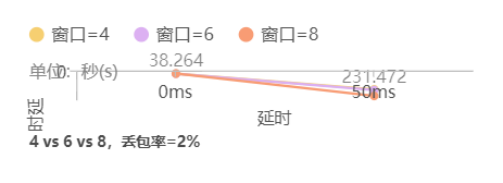 窗口=4 窗口=6 窗口=8
38.264
单位: 秒(s)
0
231.472
0ms 50ms
延时
时延
4 vs 6 vs 8，丢包率=2%